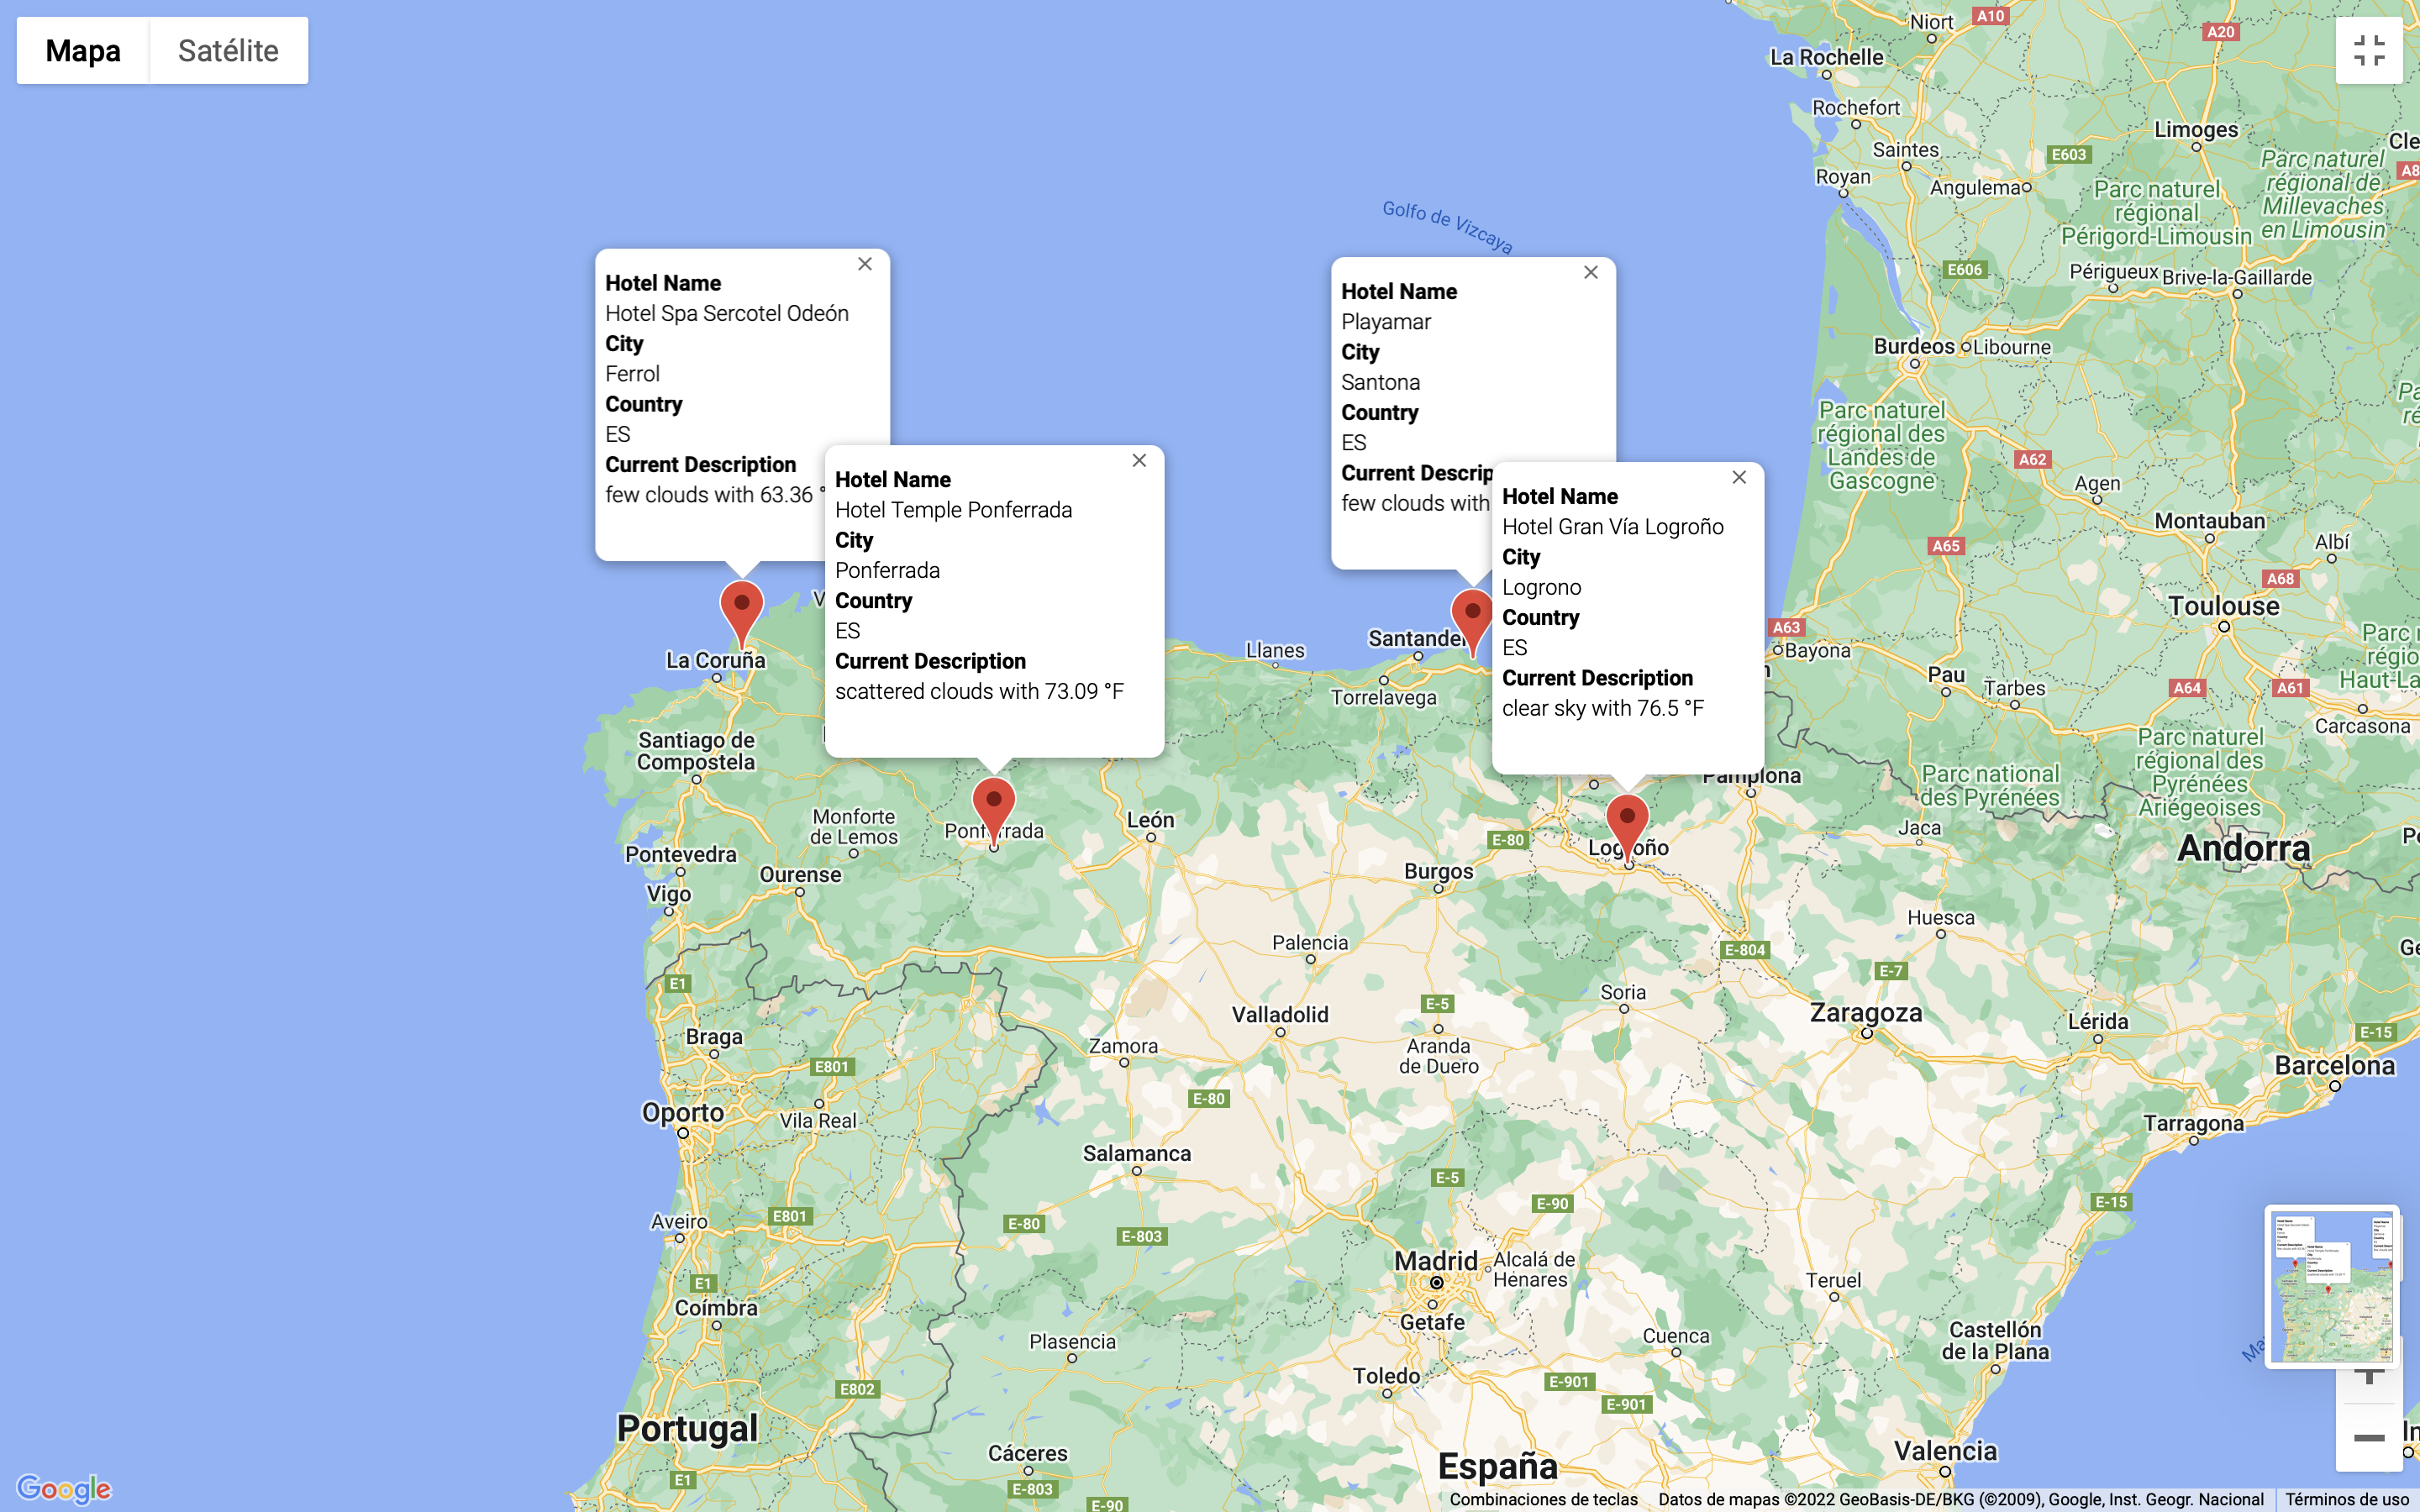 Mapa
Satélite
Golfo de Vizcaya
Hotel Name
Hotel Spa Sercotel Odeón
City
Ferrol
Country
ES
Current Description
few clouds with 63.36 °
Hotel Name
Hotel Temple Ponferrada
City
Ponferrada
Country
ES
Current Description
scattered clouds with 73.09 °F
Hotel Name
Playamar
City
Santona
Country
ES
Current Descrip
few clouds with
Hotel Name
Hotel Gran Vía Logroño
City
Logrono
Country
ES
Current Description
clear sky with 76.5 °F
Niort
A10
A20
La Rochelle
Rochefort
Limoges
Cle
Saintes
E603
A8
Royan
Angulema
Parc naturel
régional
Périgord-Limousin
Parc naturel
régional de
Millevaches
en Limousin
E606
Périgueux
Brive-la-Gaillarde
Burdeos
Libourne
Parc naturel
régional des
Landes de
Gascogne
Pa
ré
A62
Agen
Montauban
A65
Albí
A68
Toulouse
A63
Bayona
Parc
régio
Haut-La
Pau
Tarbes
A64
A61
Carcasona
Parc naturel
régional des
Pyrénées
Ariégeoises
Parc national
des Pyrénées
La Coruña
Llanes
Santande
Torrelavega
Santiago de
Compostela
Pamplona
Monforte
de Lemos
Ponferrada
León
E-80
Logroño
Jaca
Andorra
Pontevedra
Ourense
Burgos
Vigo
Huesca
Palencia
E-804
Ge
E1
E-7
Soria
E-5
Valladolid
Zaragoza
Lérida
Braga
Zamora
Aranda
de Duero
E-15
E801
Barcelona
E-80
Oporto
Vila Real
Tarragona
Salamanca
E-5
E-90
E-15
Aveiro
E801
E-80
E-803
Madrid
Alcalá de
Henares
E1
Teruel
Coímbra
Getafe
Plasencia
Cuenca
Castellón
de la Plana
Ma
Toledo
E802
E-901
E-901
Portugal
Cáceres
España
Valencia
E1
E-803
E-90
Google
Combinaciones de teclas
Datos de mapas ©2022 GeoBasis-DE/BKG (©2009), Google, Inst. Geogr. Nacional
Términos de uso